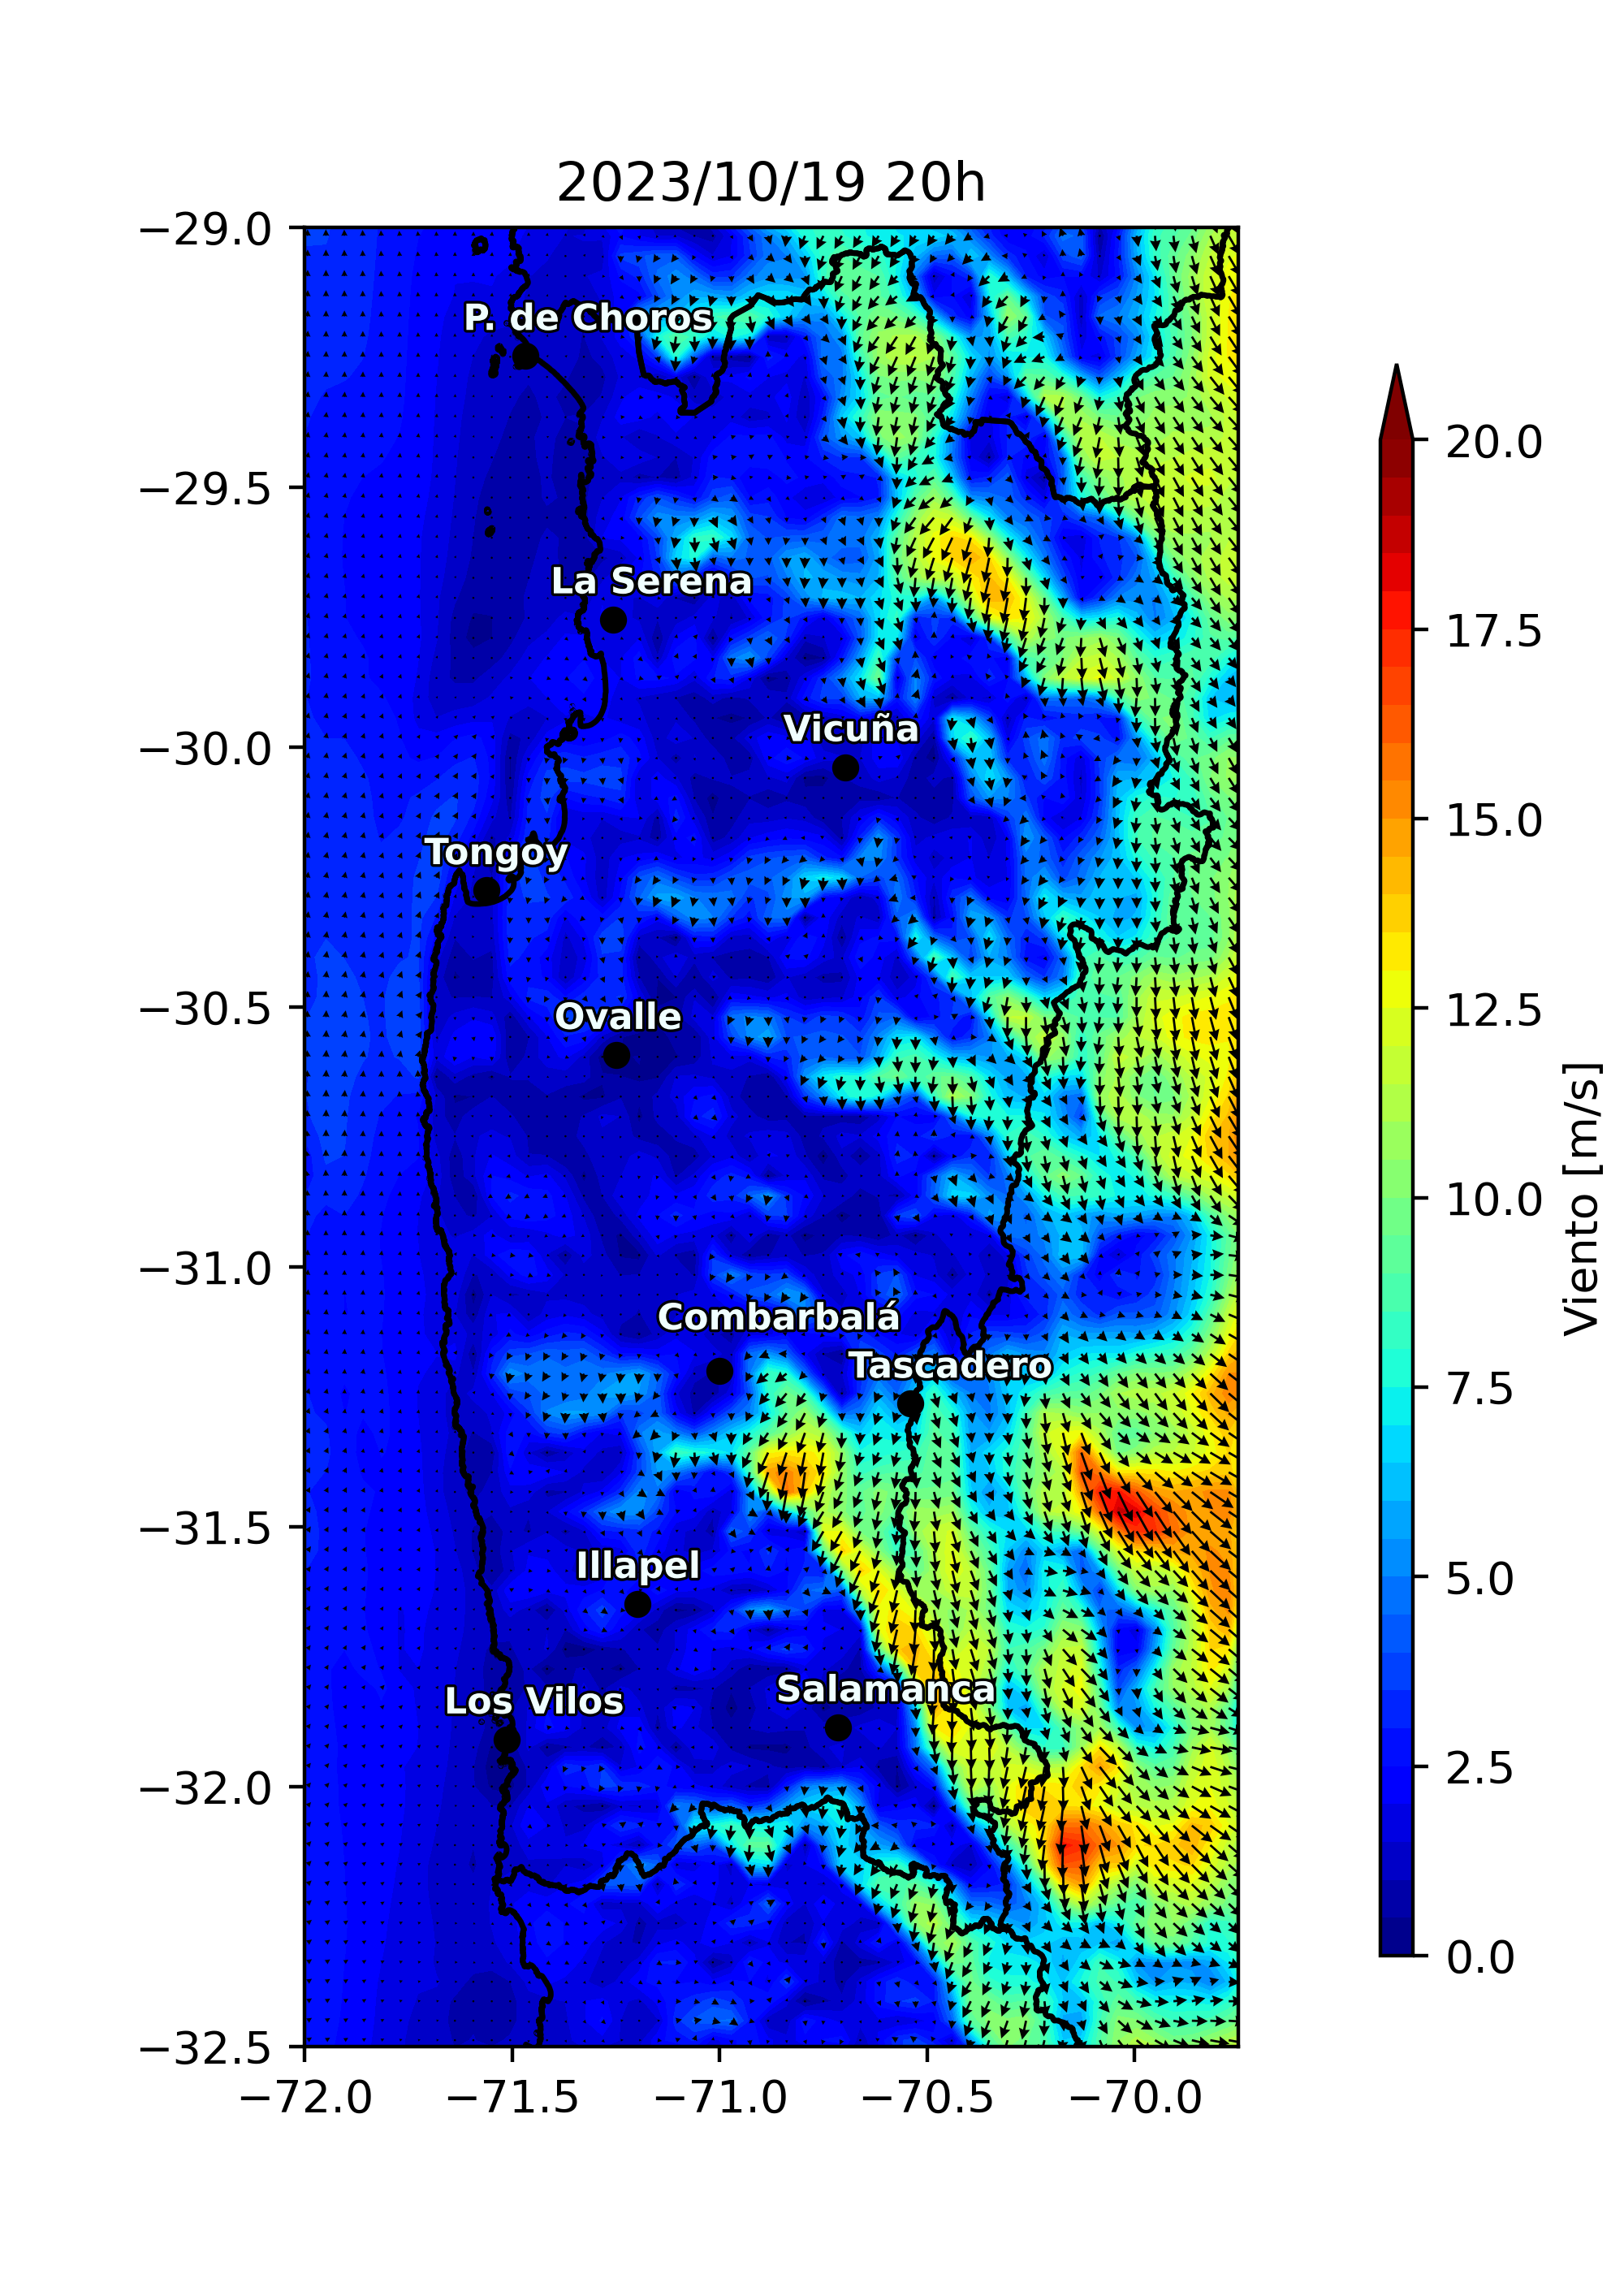 2023/10/19 20h
−29.0
−29.5
−30.0
−30.5
−31.0
−31.5
−32.0
−32.5
−72.0
−71.5
−71.0
−70.5
−70.0
P. de Choros
La Serena
Vicuña
Tongoy
Ovalle
Combarbalá
Tascadero
Illapel
Salamanca
Los Vilos
20.0
17.5
15.0
12.5
10.0
7.5
5.0
2.5
0.0
Viento [m/s]